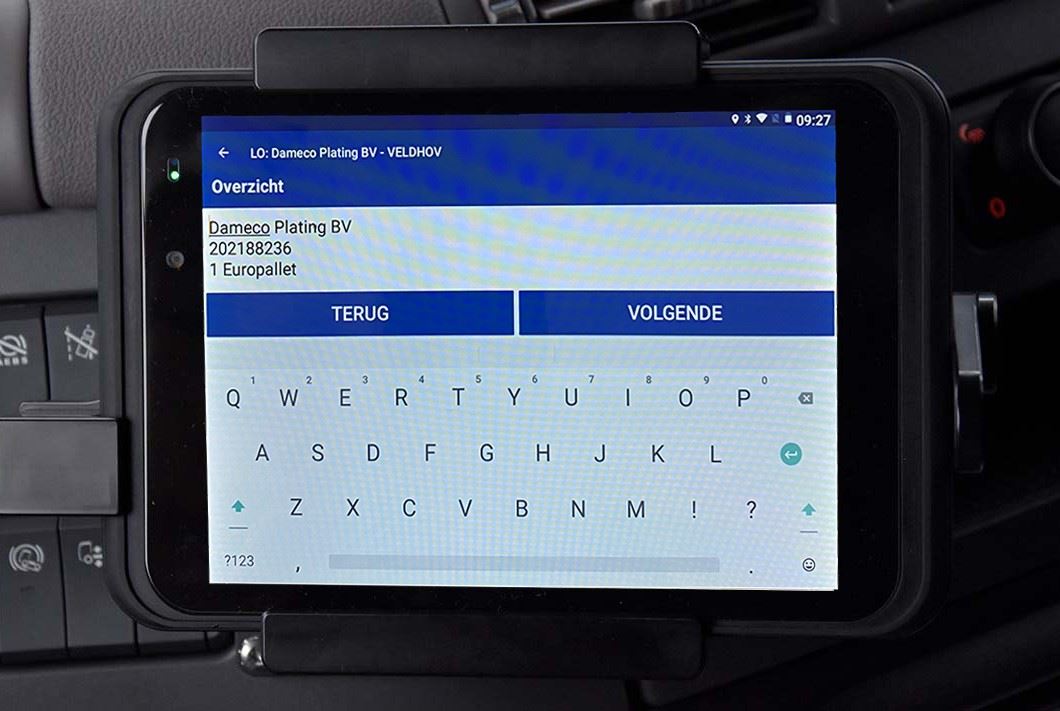 09:27
LO: Dameco Plating BV - VELDHOV
Overzicht
Dameco Plating BV
202188236
1 Europallet
TERUG VOLGENDE
1 2 3 4 5 6 7 8 9 0
Q W E R T Y U I O P
A S D F G H J K L
Z X C V B N M ! ?
?123 , .